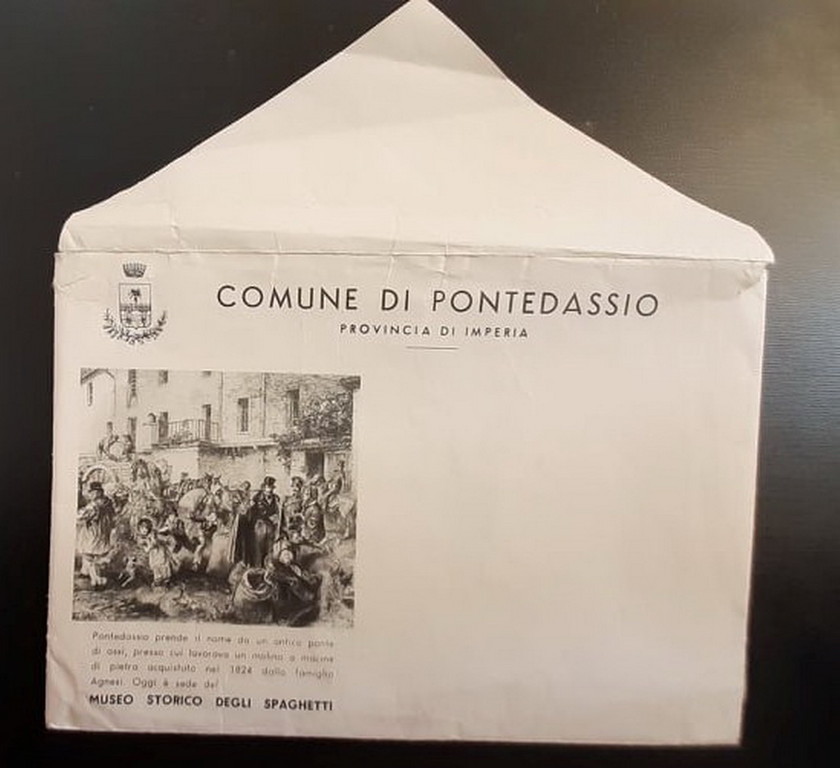 COMUNE DI PONTEDASSIO
PROVINCIA DI IMPERIA
Pontedassio prende il nome da un antico ponte
di assi, presso cui lavorava un molino a macine
di pietra acquistato nel 1824 dalla famiglia
Agnesi. Oggi è sede del
MUSEO STORICO DEGLI SPAGHETTI